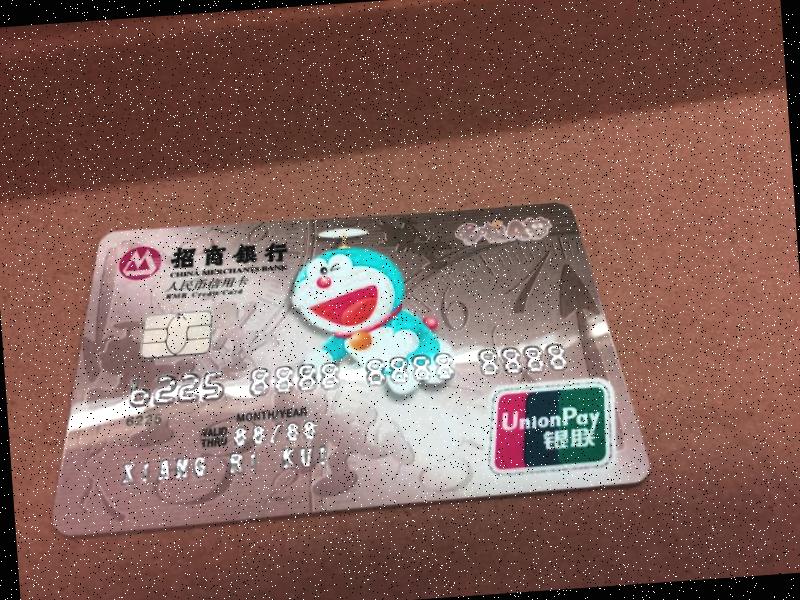 招商银行
CHINA MERCHANTS BANK
人民币信用卡
RMB Credit Card
6225 8888 8888 8888
6225
MONTH/YEAR
VALID THRU 88/88
XIANG RI KUI
UnionPay
银联